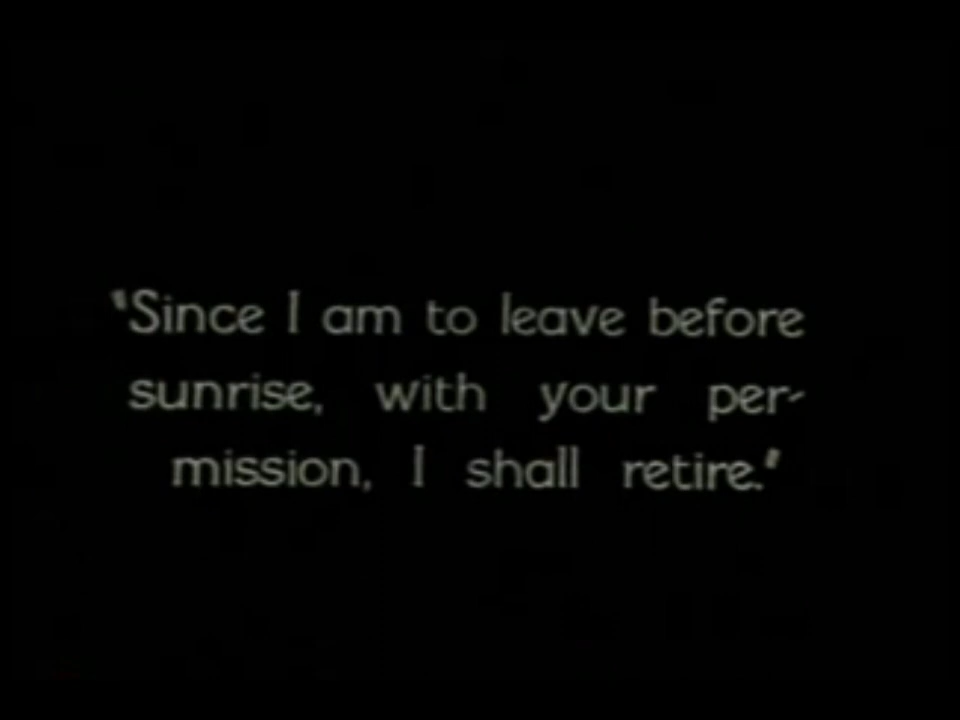 "Since I am to leave before
sunrise, with your per-
mission, I shall retire."